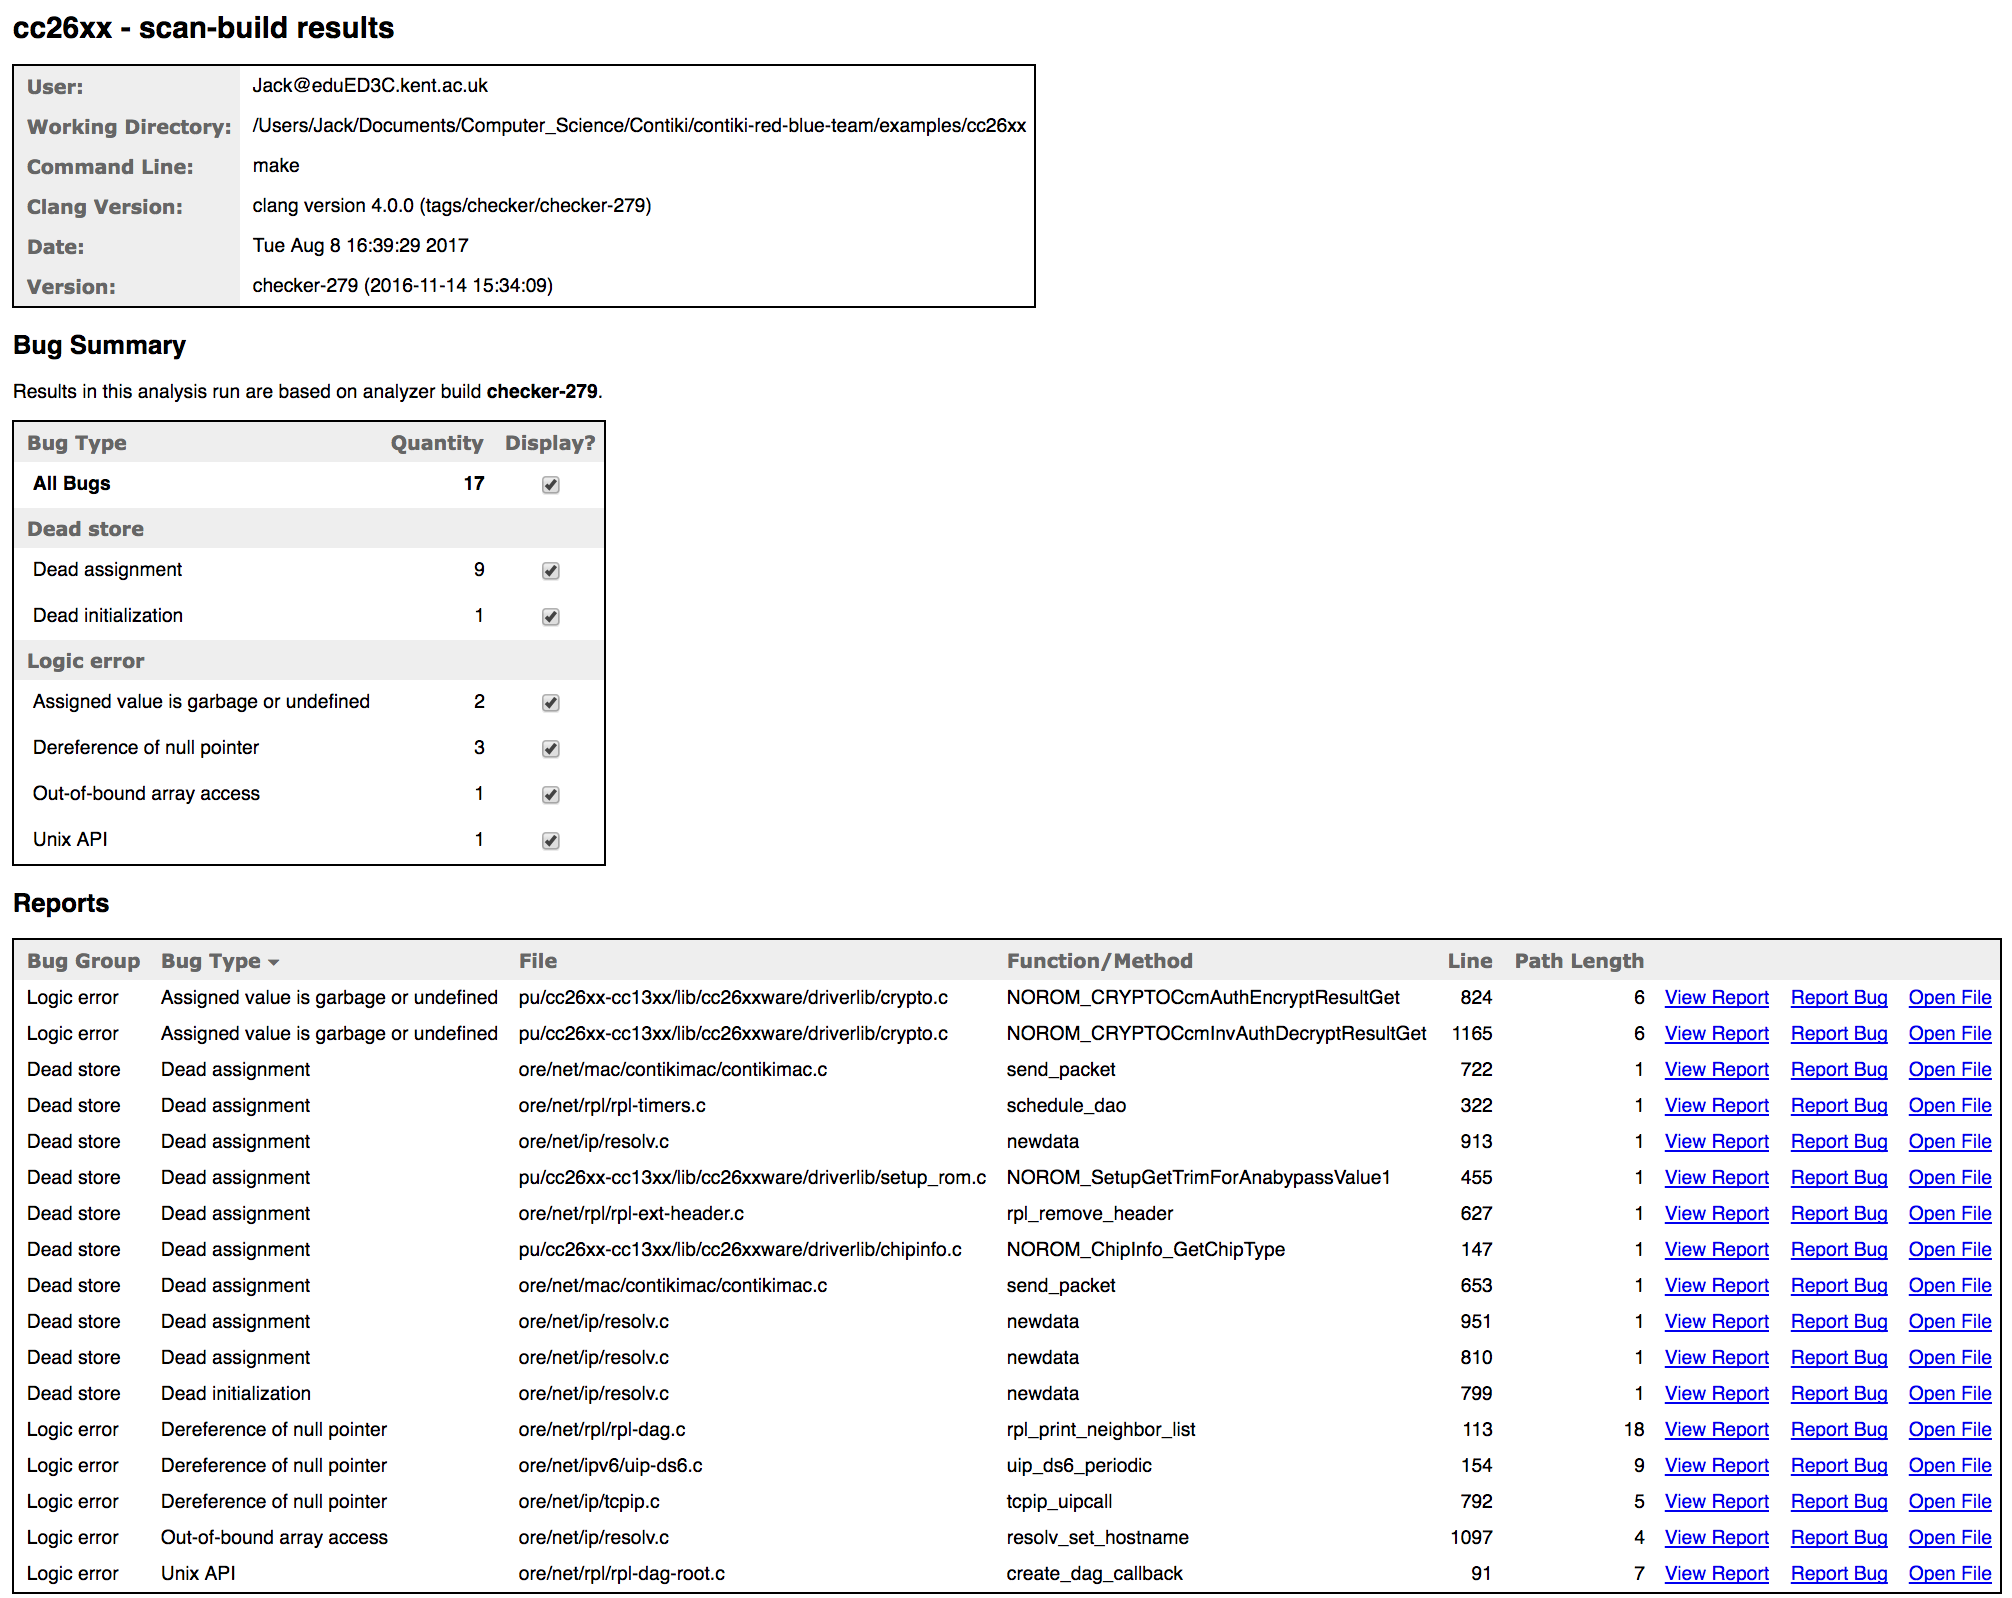 cc26xx - scan-build results
User: Jack@eduED3C.kent.ac.uk
Working Directory: /Users/Jack/Documents/Computer_Science/Contiki/contiki-red-blue-team/examples/cc26xx
Command Line: make
Clang Version: clang version 4.0.0 (tags/checker/checker-279)
Date: Tue Aug 8 16:39:29 2017
Version: checker-279 (2016-11-14 15:34:09)
Bug Summary
Results in this analysis run are based on analyzer build checker-279.
Bug Type Quantity Display?
All Bugs 17
Dead store
Dead assignment 9
Dead initialization 1
Logic error
Assigned value is garbage or undefined 2
Dereference of null pointer 3
Out-of-bound array access 1
Unix API 1
Reports
Bug Group Bug Type File Function/Method Line Path Length
Logic error Assigned value is garbage or undefined pu/cc26xx-cc13xx/lib/cc26xxware/driverlib/crypto.c NOROM_CRYPTOCcmAuthEncryptResultGet 824 6 View Report Report Bug Open File
Logic error Assigned value is garbage or undefined pu/cc26xx-cc13xx/lib/cc26xxware/driverlib/crypto.c NOROM_CRYPTOCcmInvAuthDecryptResultGet 1165 6 View Report Report Bug Open File
Dead store Dead assignment ore/net/mac/contikimac/contikimac.c send_packet 722 1 View Report Report Bug Open File
Dead store Dead assignment ore/net/rpl/rpl-timers.c schedule_dao 322 1 View Report Report Bug Open File
Dead store Dead assignment ore/net/ip/resolv.c newdata 913 1 View Report Report Bug Open File
Dead store Dead assignment pu/cc26xx-cc13xx/lib/cc26xxware/driverlib/setup_rom.c NOROM_SetupGetTrimForAnabypassValue1 455 1 View Report Report Bug Open File
Dead store Dead assignment ore/net/rpl/rpl-ext-header.c rpl_remove_header 627 1 View Report Report Bug Open File
Dead store Dead assignment pu/cc26xx-cc13xx/lib/cc26xxware/driverlib/chipinfo.c NOROM_ChipInfo_GetChipType 147 1 View Report Report Bug Open File
Dead store Dead assignment ore/net/mac/contikimac/contikimac.c send_packet 653 1 View Report Report Bug Open File
Dead store Dead assignment ore/net/ip/resolv.c newdata 951 1 View Report Report Bug Open File
Dead store Dead assignment ore/net/ip/resolv.c newdata 810 1 View Report Report Bug Open File
Dead store Dead initialization ore/net/ip/resolv.c newdata 799 1 View Report Report Bug Open File
Logic error Dereference of null pointer ore/net/rpl/rpl-dag.c rpl_print_neighbor_list 113 18 View Report Report Bug Open File
Logic error Dereference of null pointer ore/net/ipv6/uip-ds6.c uip_ds6_periodic 154 9 View Report Report Bug Open File
Logic error Dereference of null pointer ore/net/ip/tcpip.c tcpip_uipcall 792 5 View Report Report Bug Open File
Logic error Out-of-bound array access ore/net/ip/resolv.c resolv_set_hostname 1097 4 View Report Report Bug Open File
Logic error Unix API ore/net/rpl/rpl-dag-root.c create_dag_callback 91 7 View Report Report Bug Open File